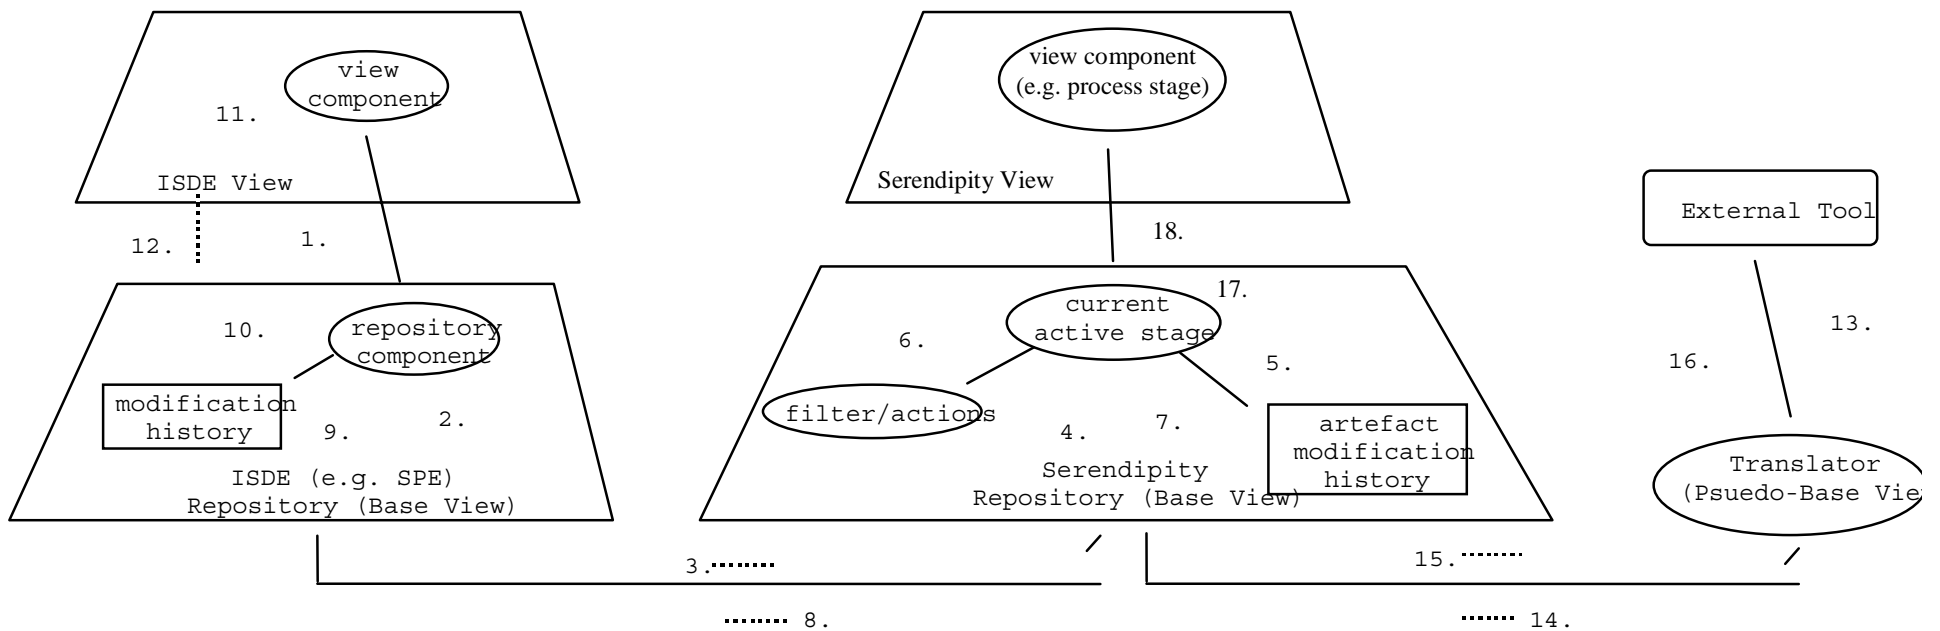 view
component
11.
ISDE View
12.
1.
10.
repository
component
modification
history
9.
2.
ISDE (e.g. SPE)
Repository (Base View)
view component
(e.g. process stage)
Serendipity View
18.
17.
current
active stage
6.
5.
filter/actions
4.
7.
artefact
modification
history
Serendipity
Repository (Base View)
External Tool
13.
16.
Translator
(Psuedo-Base Vie
3.
15.
8.
14.